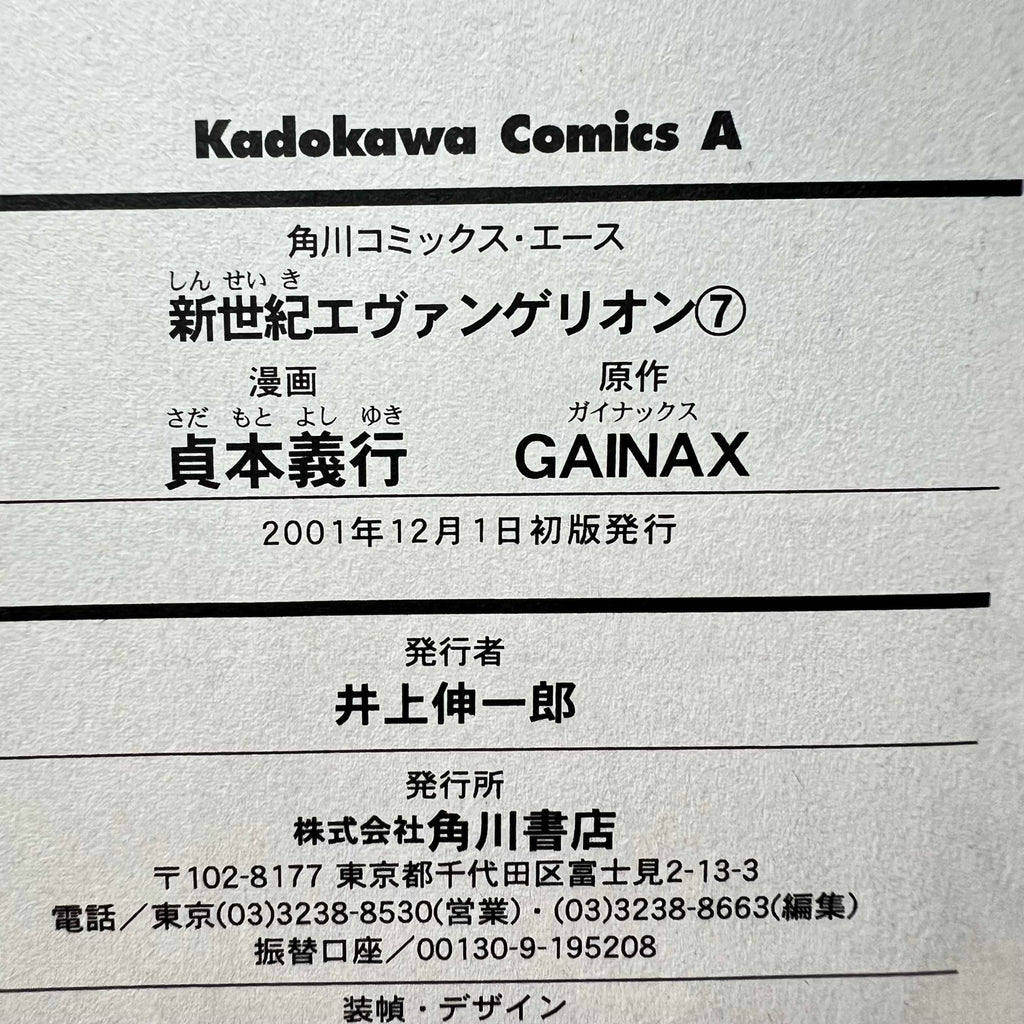 Kadokawa Comics A
角川コミックス・エース
しん せい き
新世紀エヴァンゲリオン⑦
漫画 原作
さだ もと よし ゆき ガイナックス
貞本義行 GAINAX
2001年12月1日初版発行
発行者
井上伸一郎
発行所
株式会社角川書店
〒102-8177 東京都千代田区富士見2-13-3
電話／東京(03)3238-8530(営業)・(03)3238-8663(編集)
振替口座／00130-9-195208
装幀・デザイン